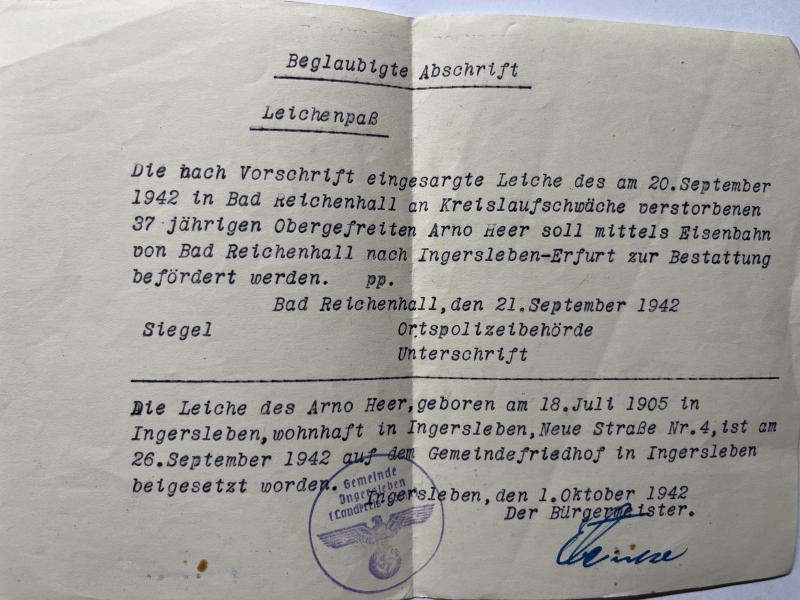 Beglaubigte Abschrift
Leichenpaß
Die nach Vorschrift eingesargte Leiche des am 20.September
1942 in Bad Reichenhall an Kreislaufschwäche verstorbenen
37 jährigen Obergefreiten Arno Heer soll mittels Eisenbahn
von Bad Reichenhall nach Ingersleben-Erfurt zur Bestattung
befördert werden. pp.
Bad Reichenhall,den 21.September 1942
Siegel Ortspolizeibehörde
Unterschrift
Die Leiche des Arno Heer,geboren am 18.Juli 1905 in
Ingersleben,wohnhaft in Ingersleben,Neue Straße Nr.4,ist am
26.September 1942 auf dem Gemeindefriedhof in Ingersleben
beigesetzt worden.
Ingersleben,den 1.Oktober 1942
Der Bürgermeister.
Gemeinde
Ingersleben